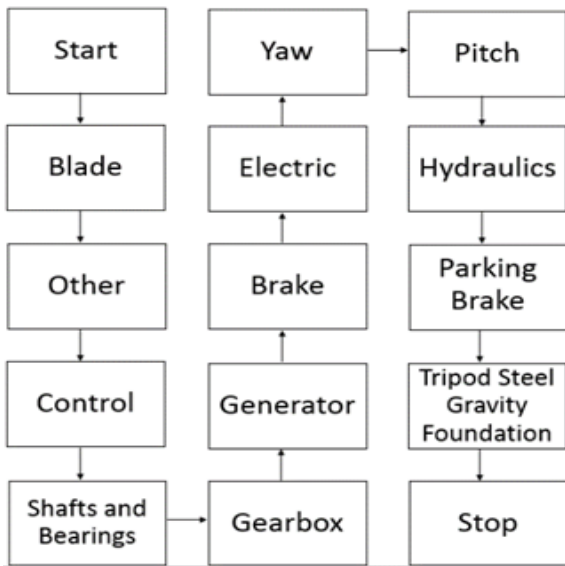 Start
Blade
Other
Control
Shafts and
Bearings
Gearbox
Generator
Brake
Electric
Yaw
Pitch
Hydraulics
Parking
Brake
Tripod Steel
Gravity
Foundation
Stop